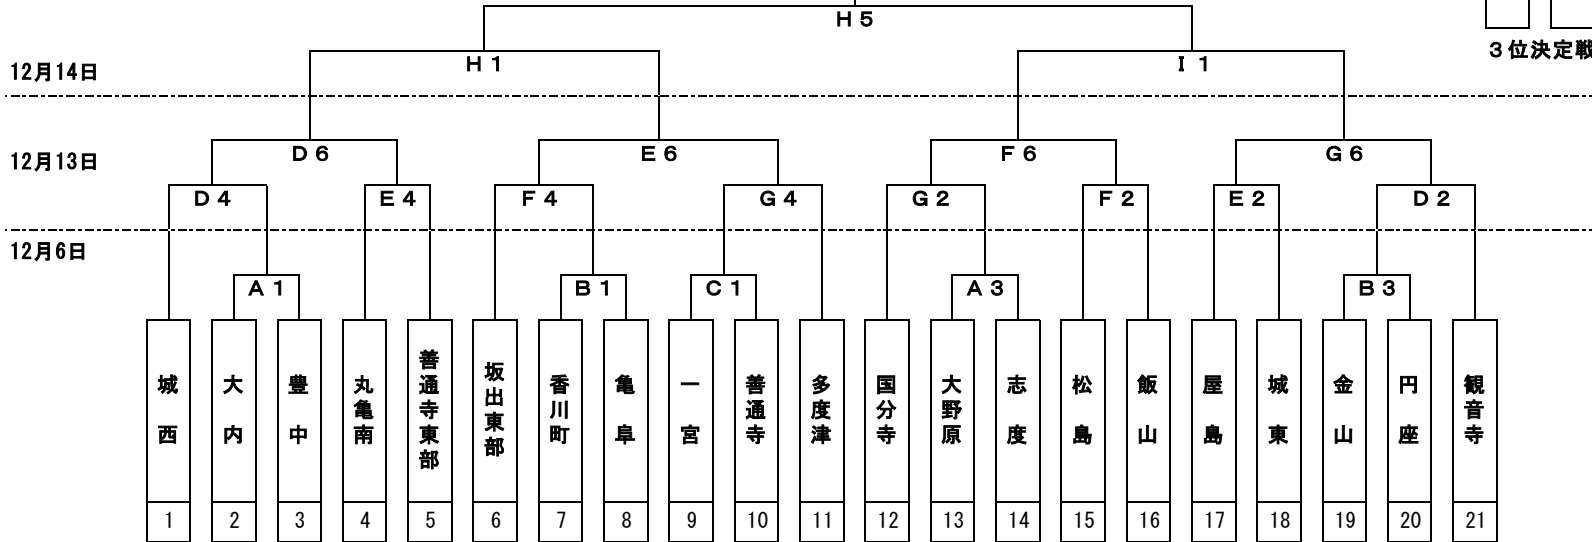 Ｈ５
３位決定戦
Ｈ１
Ｉ１
12月14日
Ｄ６
Ｅ６
Ｆ６
Ｇ６
12月13日
Ｄ４
Ｅ４
Ｆ４
Ｇ４
Ｇ２
Ｆ２
Ｅ２
Ｄ２
12月6日
Ａ１
Ｂ１
Ｃ１
Ａ３
Ｂ３
城西
大内
豊中
丸亀南
善通寺東部
坂出東部
香川町
亀阜
一宮
善通寺
多度津
国分寺
大野原
志度
松島
飯山
屋島
城東
金山
円座
観音寺
1
2
3
4
5
6
7
8
9
10
11
12
13
14
15
16
17
18
19
20
21